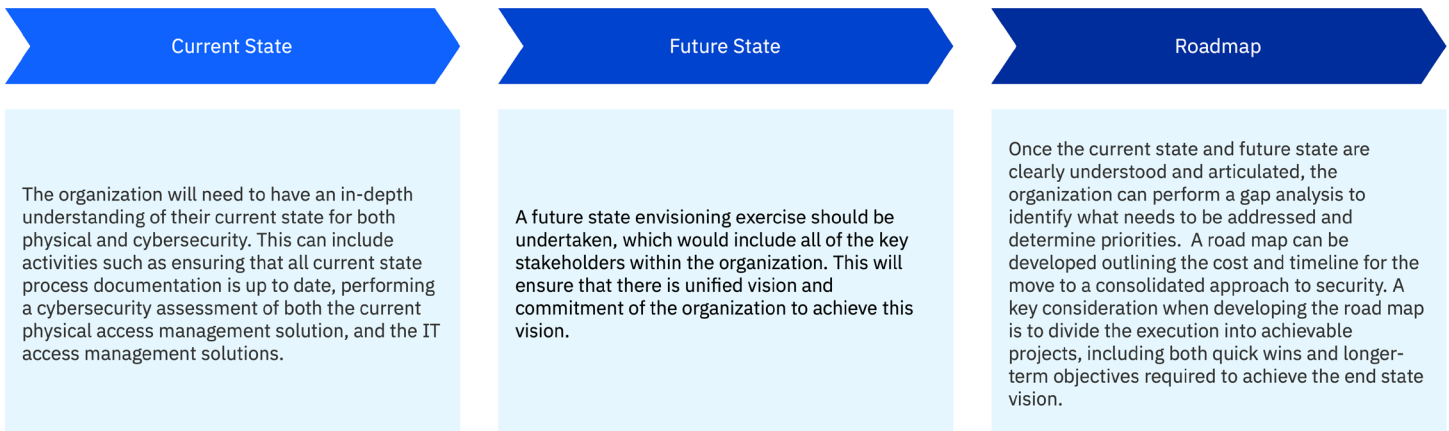 Current State
The organization will need to have an in-depth
understanding of their current state for both
physical and cybersecurity. This can include
activities such as ensuring that all current state
process documentation is up to date, performing
a cybersecurity assessment of both the current
physical access management solution, and the IT
access management solutions.
Future State
A future state envisioning exercise should be
undertaken, which would include all of the key
stakeholders within the organization. This will
ensure that there is unified vision and
commitment of the organization to achieve this
vision.
Roadmap
Once the current state and future state are
clearly understood and articulated, the
organization can perform a gap analysis to
identify what needs to be addressed and
determine priorities.  A road map can be
developed outlining the cost and timeline for the
move to a consolidated approach to security. A
key consideration when developing the road map
is to divide the execution into achievable
projects, including both quick wins and longer-
term objectives required to achieve the end state
vision.